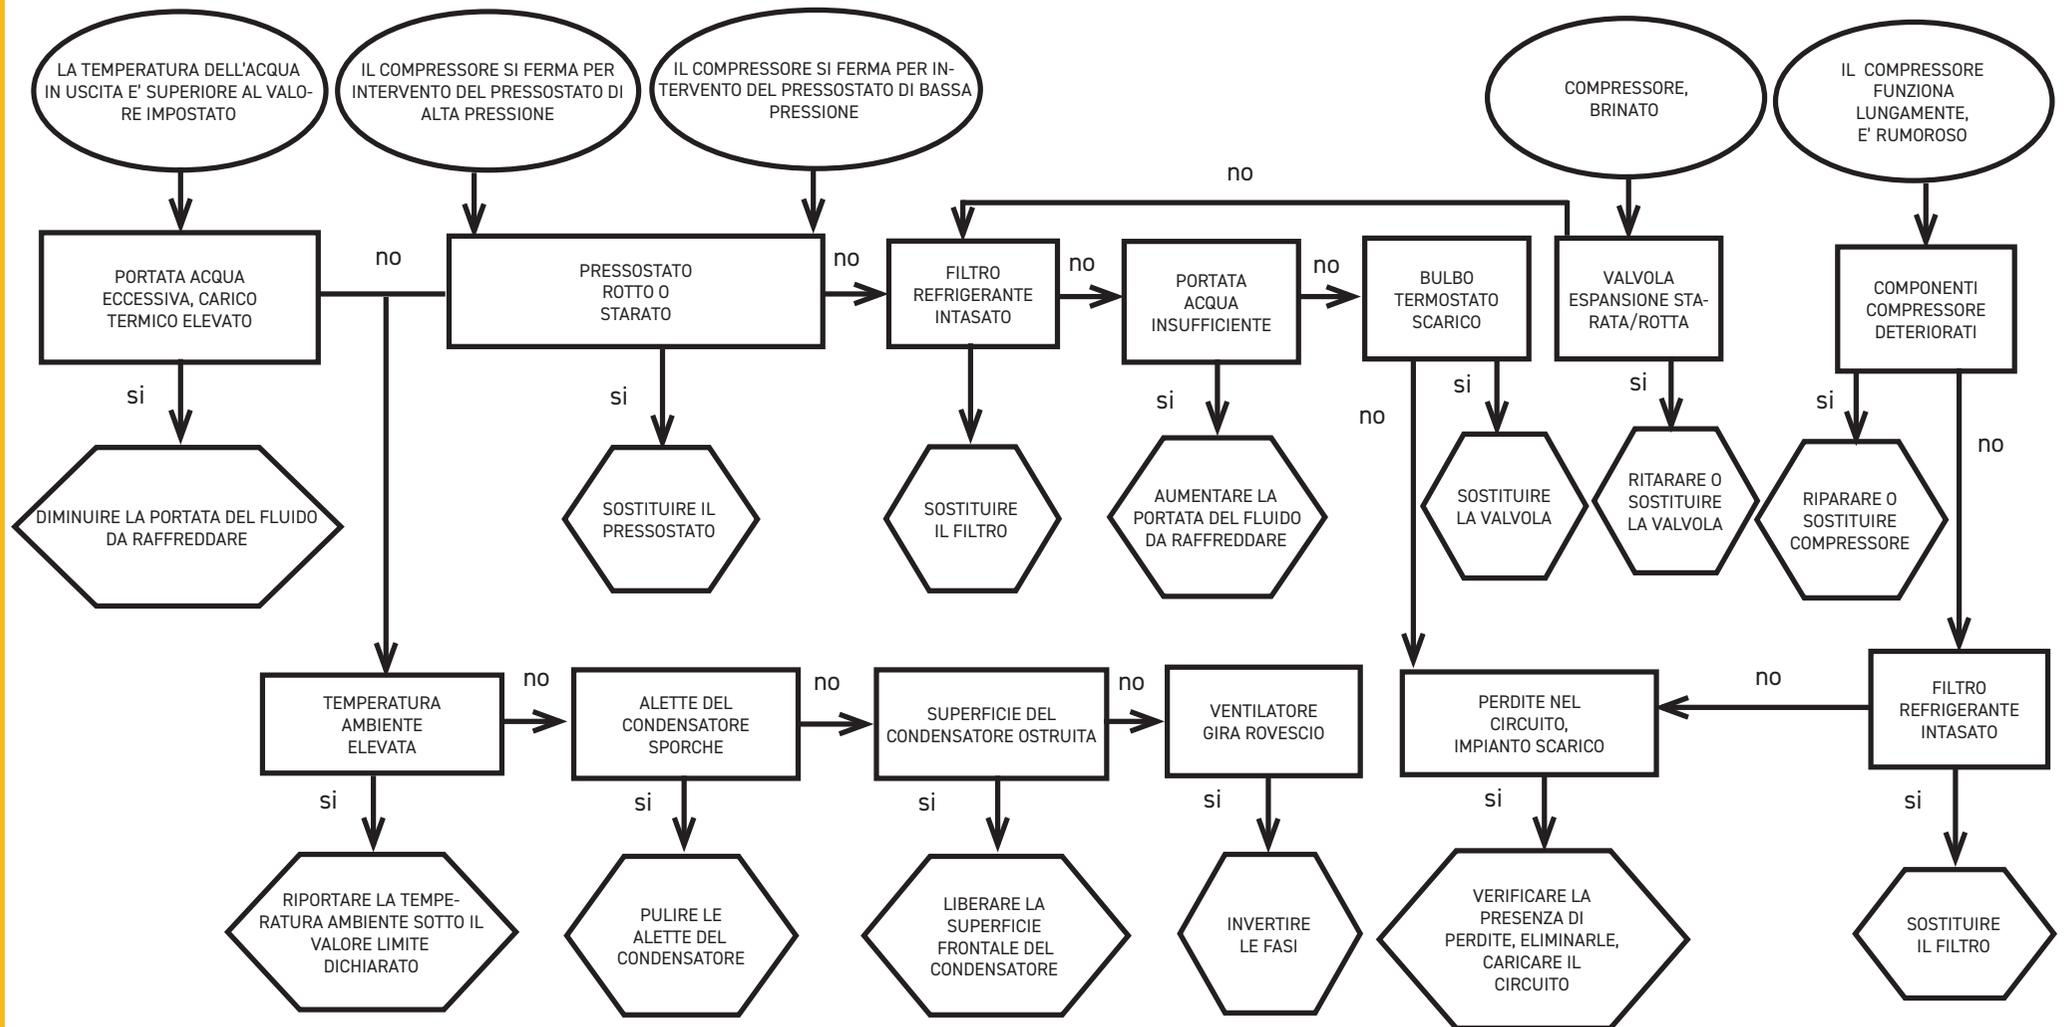 LA TEMPERATURA DELL'ACQUA
IN USCITA E' SUPERIORE AL VALO-
RE IMPOSTATO
IL COMPRESSORE SI FERMA PER
INTERVENTO DEL PRESSOSTATO DI
ALTA PRESSIONE
IL COMPRESSORE SI FERMA PER IN-
TERVENTO DEL PRESSOSTATO DI BASSA
PRESSIONE
COMPRESSORE,
BRINATO
IL COMPRESSORE
FUNZIONA
LUNGAMENTE,
E' RUMOROSO
no
PORTATA ACQUA
ECCESSIVA, CARICO
TERMICO ELEVATO
no
PRESSOSTATO
ROTTO O
STARATO
no
FILTRO
REFRIGERANTE
INTASATO
no
PORTATA
ACQUA
INSUFFICIENTE
no
BULBO
TERMOSTATO
SCARICO
VALVOLA
ESPANSIONE STA-
RATA/ROTTA
COMPONENTI
COMPRESSORE
DETERIORATI
si
si
si
no
si
si
si
no
DIMINUIRE LA PORTATA DEL FLUIDO
DA RAFFREDDARE
SOSTITUIRE IL
PRESSOSTATO
SOSTITUIRE
IL FILTRO
AUMENTARE LA
PORTATA DEL FLUIDO
DA RAFFREDDARE
SOSTITUIRE
LA VALVOLA
RITARARE O
SOSTITUIRE
LA VALVOLA
RIPARARE O
SOSTITUIRE
COMPRESSORE
TEMPERATURA
AMBIENTE
ELEVATA
no
ALETTE DEL
CONDENSATORE
SPORCHE
no
SUPERFICIE DEL
CONDENSATORE OSTRUITA
no
VENTILATORE
GIRA ROVESCIO
PERDITE NEL
CIRCUITO,
IMPIANTO SCARICO
no
FILTRO
REFRIGERANTE
INTASATO
si
si
si
si
si
si
RIPORTARE LA TEMPE-
RATURA AMBIENTE SOTTO IL
VALORE LIMITE
DICHIARATO
PULIRE LE
ALETTE DEL
CONDENSATORE
LIBERARE LA
SUPERFICIE
FRONTALE DEL
CONDENSATORE
INVERTIRE
LE FASI
VERIFICARE LA
PRESENZA DI
PERDITE, ELIMINARLE,
CARICARE IL
CIRCUITO
SOSTITUIRE
IL FILTRO